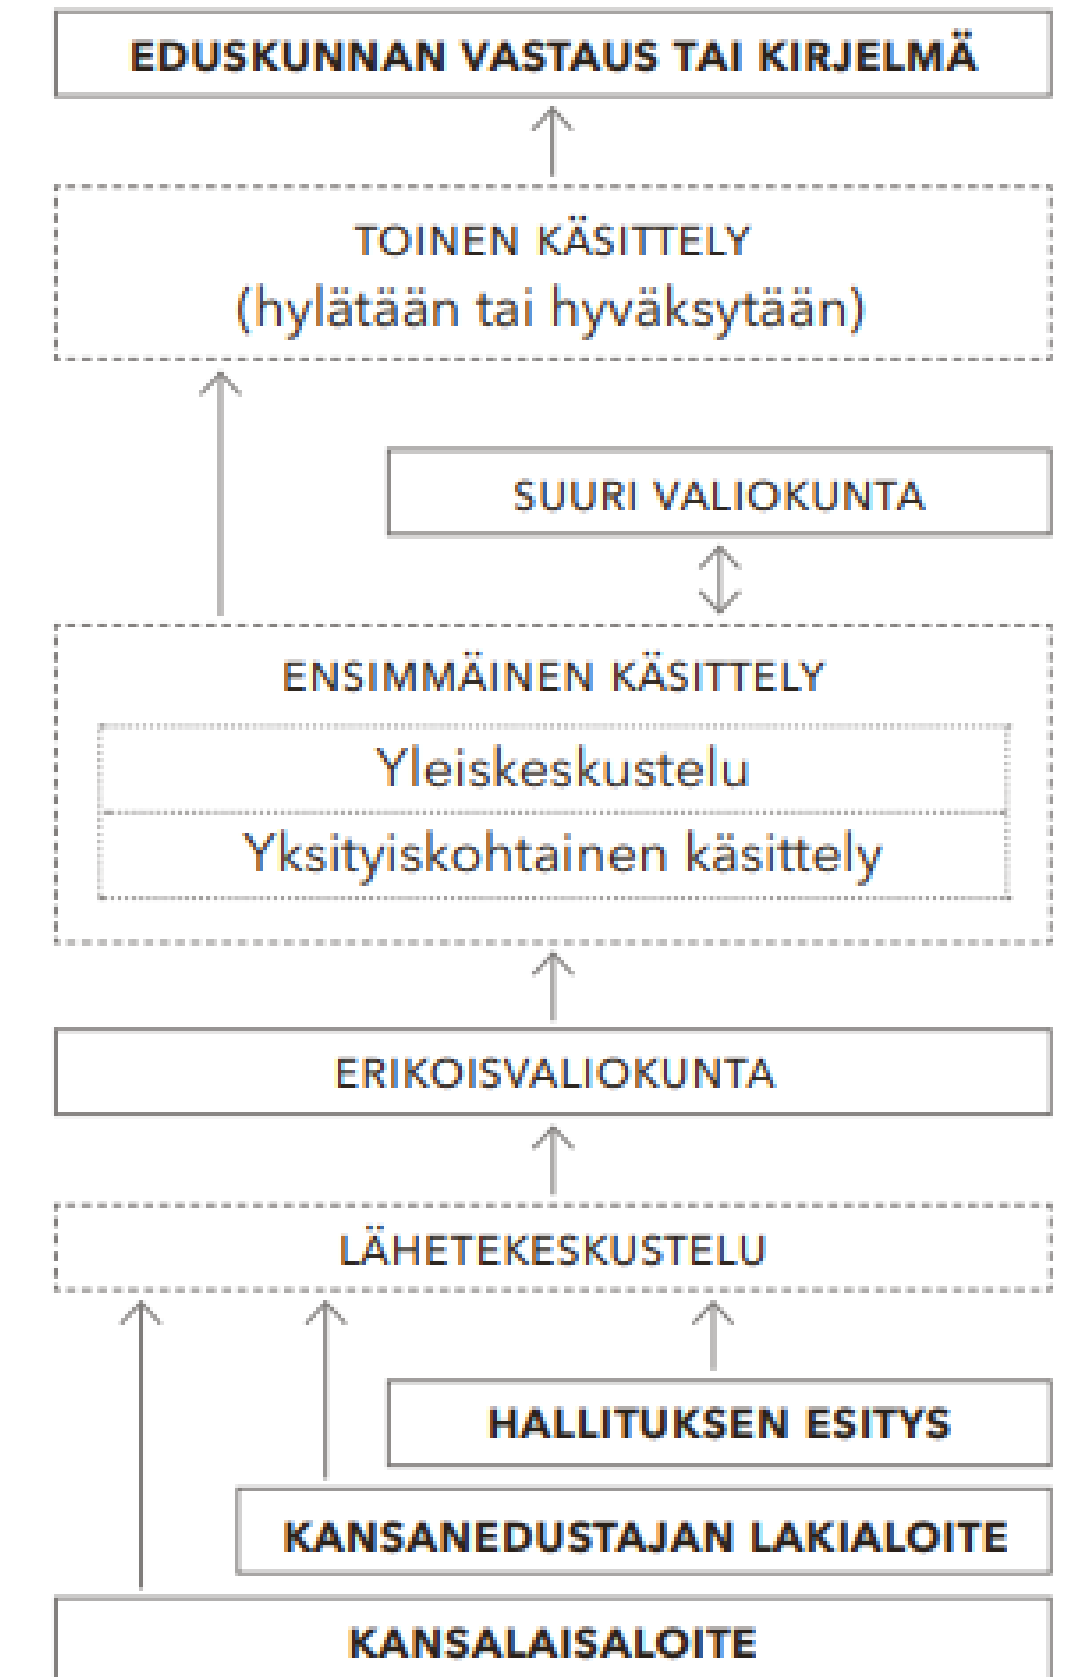 EDUSKUNNAN VASTAUS TAI KIRJELMÄ
TOINEN KÄSITTELY
(hylätään tai hyväksytään)
SUURI VALIOKUNTA
ENSIMMÄINEN KÄSITTELY
Yleiskeskustelu
Yksityiskohtainen käsittely
ERIKOISVALIOKUNTA
LÄHETEKESKUSTELU
HALLITUKSEN ESITYS
KANSANEDUSTAJAN LAKIALOITE
KANSALAISALOITE